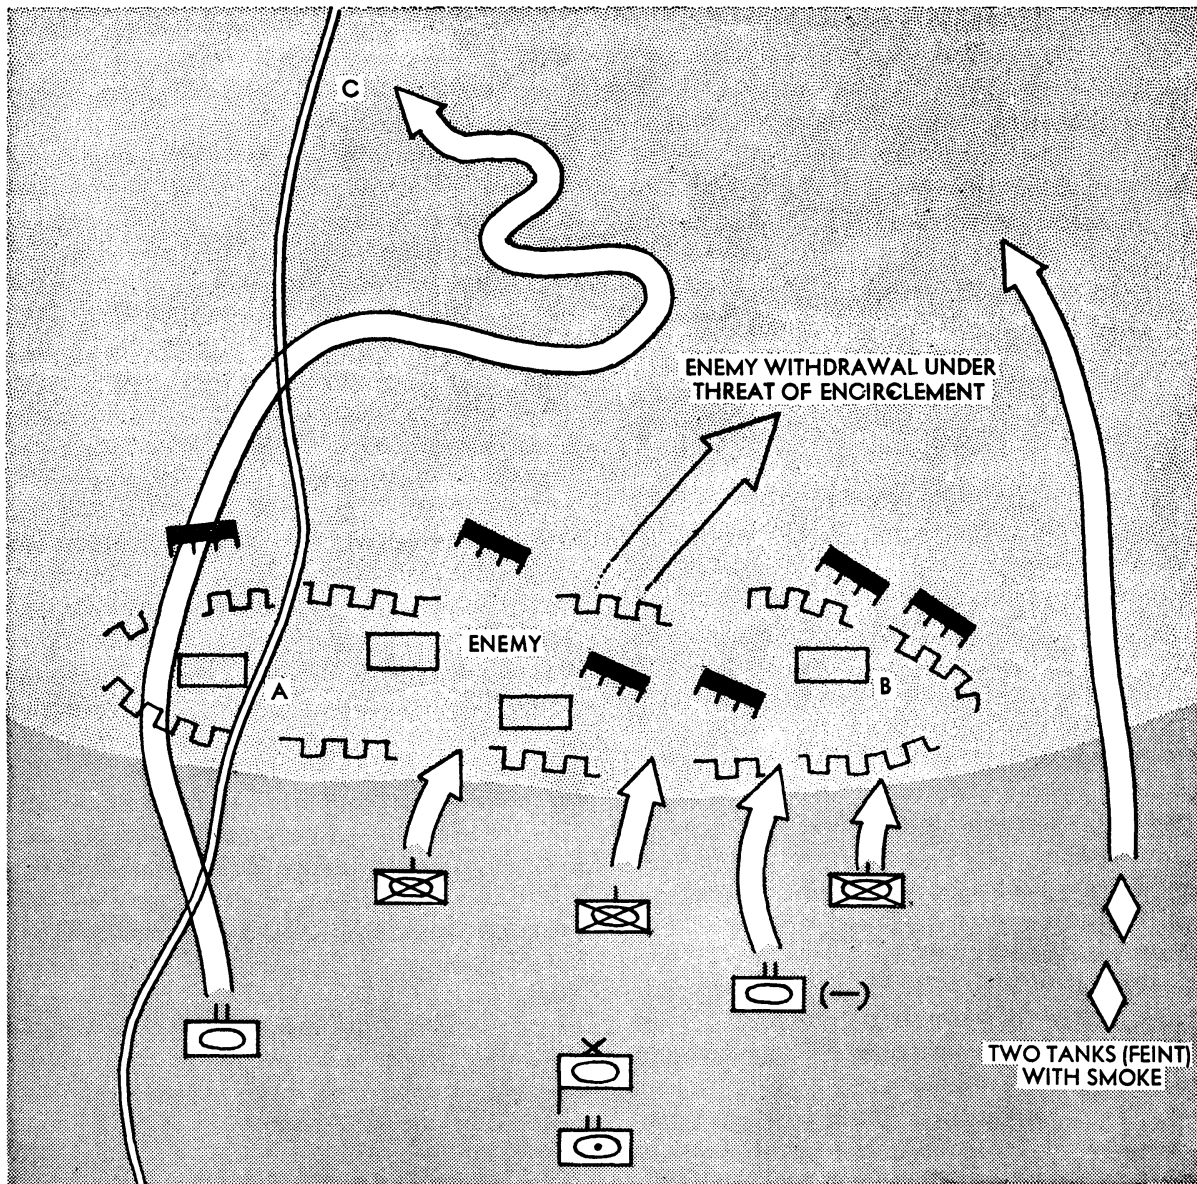 C
ENEMY WITHDRAWAL UNDER
THREAT OF ENCIRCLEMENT
ENEMY
A
B
(—)
TWO TANKS (FEINT)
WITH SMOKE